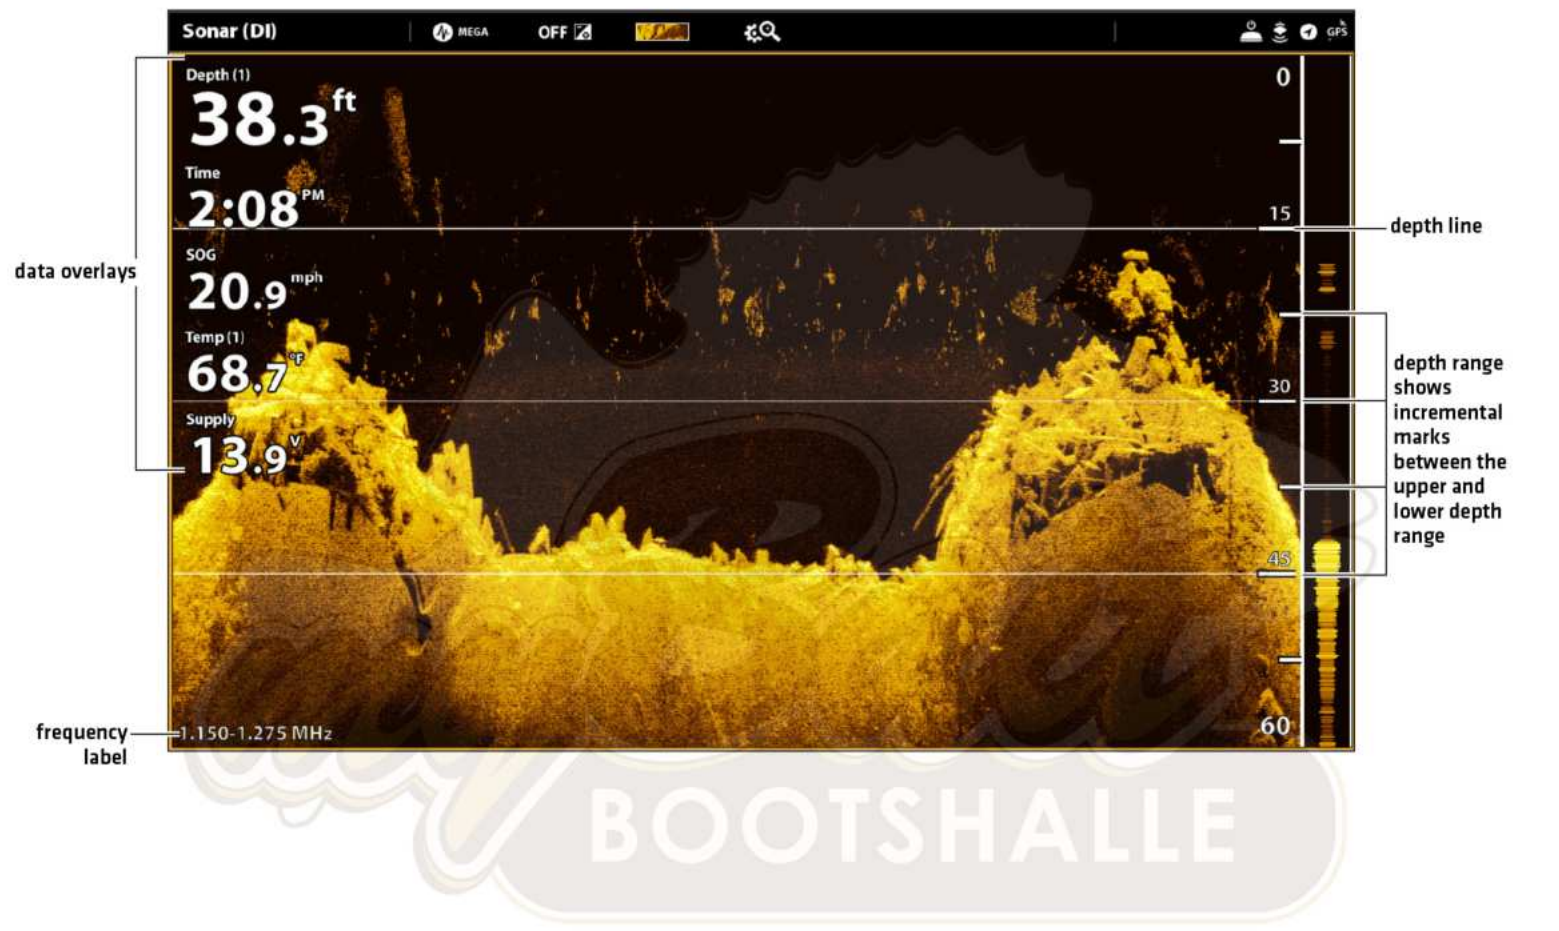 Sonar (DI)
MEGA
OFF
GPS
Depth (1)
38.3 ft
Time
2:08 PM
SOG
20.9 mph
Temp (1)
68.7 °F
Supply
13.9 V
1.150-1.275 MHz
0
15
30
45
60
data overlays
frequency
label
depth line
depth range
shows
incremental
marks
between the
upper and
lower depth
range
BOOTSHALLE